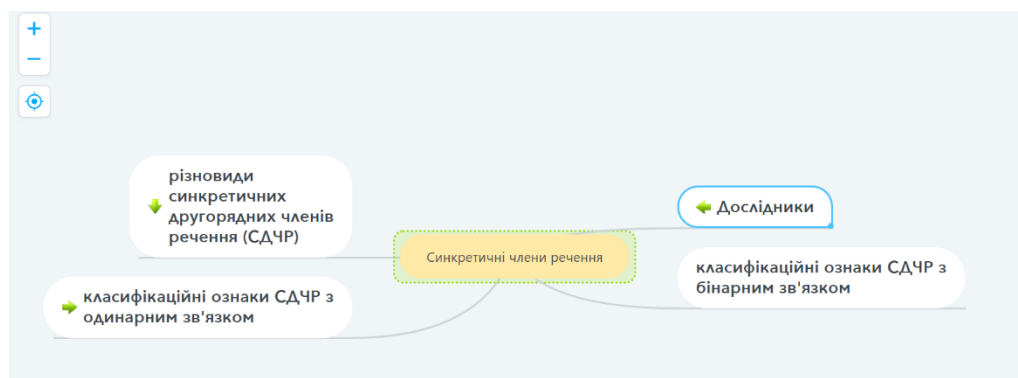 різновиди
синкретичних
другорядних членів
речення (СДЧР)
класифікаційні ознаки СДЧР з
одинарним зв'язком
Синкретичні члени речення
Дослідники
класифікаційні ознаки СДЧР з
бінарним зв'язком